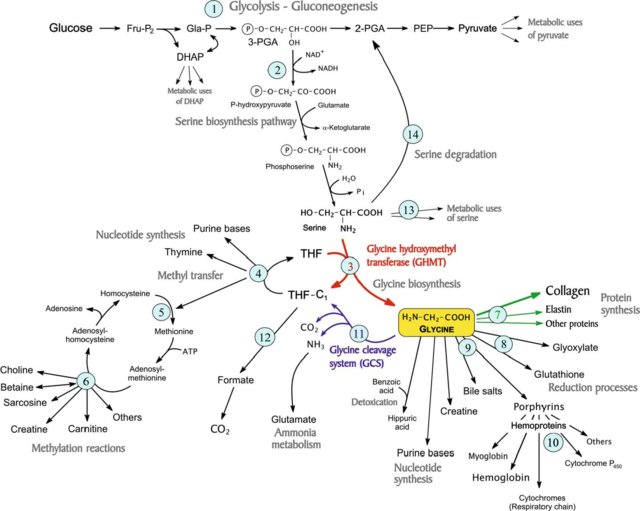 1 Glycolysis - Gluconeogenesis
Glucose
Fru-P2
Gla-P
P-O-CH2-CH-COOH
OH
3-PGA
2-PGA
PEP
Pyruvate
Metabolic uses
of pyruvate
DHAP
Metabolic uses
of DHAP
2
NAD+
NADH
P-O-CH2-CO-COOH
P-hydroxypyruvate
Glutamate
α-Ketoglutarate
Serine biosynthesis pathway
14
Serine degradation
P-O-CH2-CH-COOH
NH2
Phosphoserine
H2O
Pi
HO-CH2-CH-COOH
NH2
Serine
13
Metabolic uses
of serine
Nucleotide synthesis
Purine bases
Thymine
Methyl transfer
4
THF
3
Glycine hydroxymethyl
transferase (GHMT)
Glycine biosynthesis
THF-C1
Homocysteine
Adenosine
5
Methionine
Adenosyl-
homocysteine
ATP
Adenosyl-
methionine
6
Choline
Betaine
Sarcosine
Creatine
Carnitine
Others
Methylation reactions
12
Formate
CO2
CO2
NH3
11
Glycine cleavage
system (GCS)
Glutamate
Ammonia
metabolism
H2N-CH2-COOH
GLYCINE
7
Collagen
Elastin
Other proteins
Protein
synthesis
8
Glyoxylate
Glutathione
Reduction processes
9
Benzoic
acid
Detoxication
Hippuric
acid
Purine bases
Nucleotide
synthesis
Creatine
Bile salts
Porphyrins
Hemoproteins
10
Myoglobin
Hemoglobin
Cytochromes
(Respiratory chain)
Cytochrome P450
Others